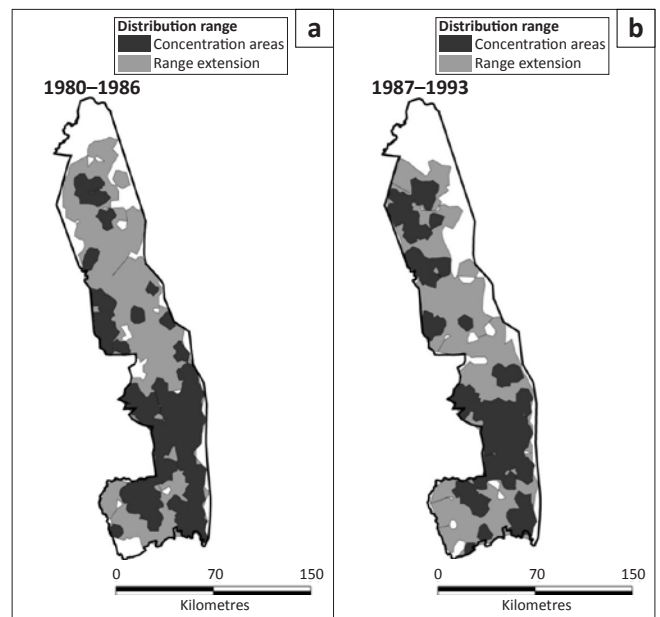 Distribution range
Concentration areas
Range extension
a
1980–1986
0 70 150
Kilometres
Distribution range
Concentration areas
Range extension
b
1987–1993
0 70 150
Kilometres